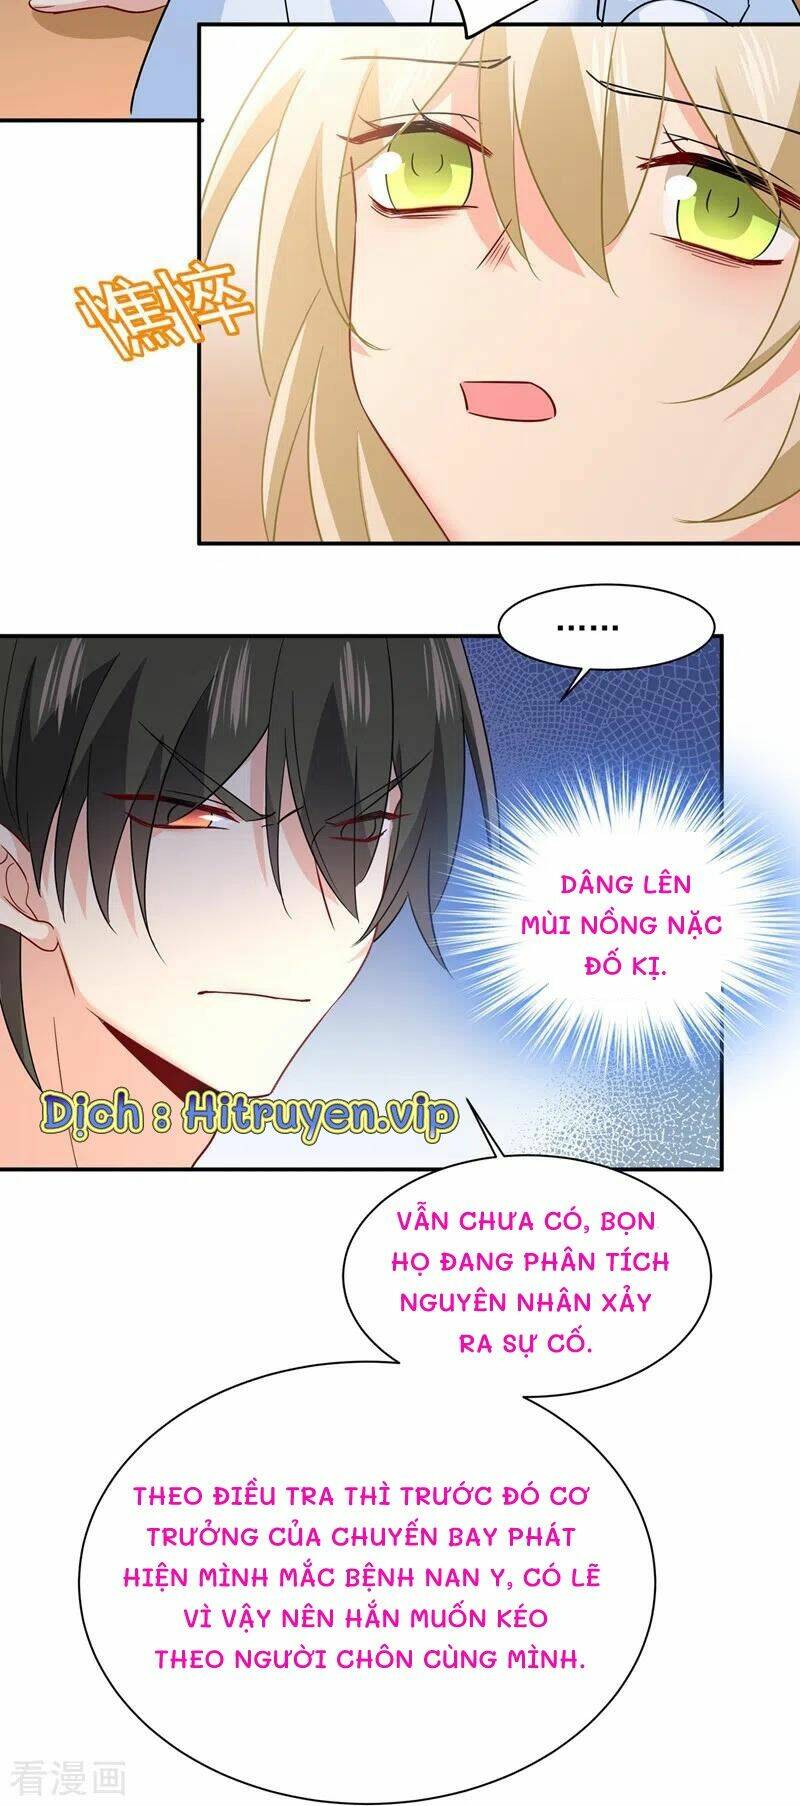 憔悴
......
DÂNG LÊN
MÙI NỒNG NẶC
ĐỐ KỊ.
Dịch : Hitruyen.vip
VẪN CHƯA CÓ, BỌN
HỌ ĐANG PHÂN TÍCH
NGUYÊN NHÂN XẢY
RA SỰ CỐ.
THEO ĐIỀU TRA THÌ TRƯỚC ĐÓ CƠ
TRƯỞNG CỦA CHUYẾN BAY PHÁT
HIỆN MÌNH MẮC BỆNH NAN Y, CÓ LẼ
VÌ VẬY NÊN HẮN MUỐN KÉO
THEO NGƯỜI CHÔN CÙNG MÌNH.
看漫画